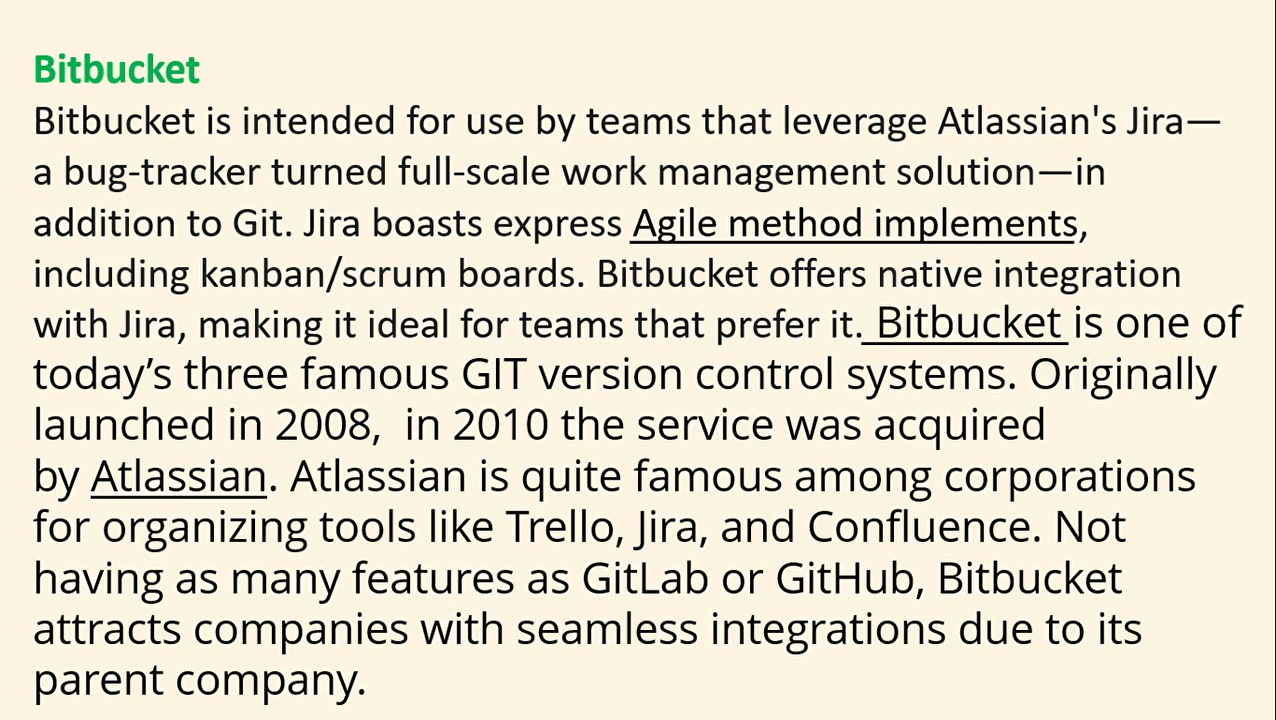 Bitbucket
Bitbucket is intended for use by teams that leverage Atlassian's Jira—
a bug-tracker turned full-scale work management solution—in
addition to Git. Jira boasts express Agile method implements,
including kanban/scrum boards. Bitbucket offers native integration
with Jira, making it ideal for teams that prefer it. Bitbucket is one of
today’s three famous GIT version control systems. Originally
launched in 2008,  in 2010 the service was acquired
by Atlassian. Atlassian is quite famous among corporations
for organizing tools like Trello, Jira, and Confluence. Not
having as many features as GitLab or GitHub, Bitbucket
attracts companies with seamless integrations due to its
parent company.